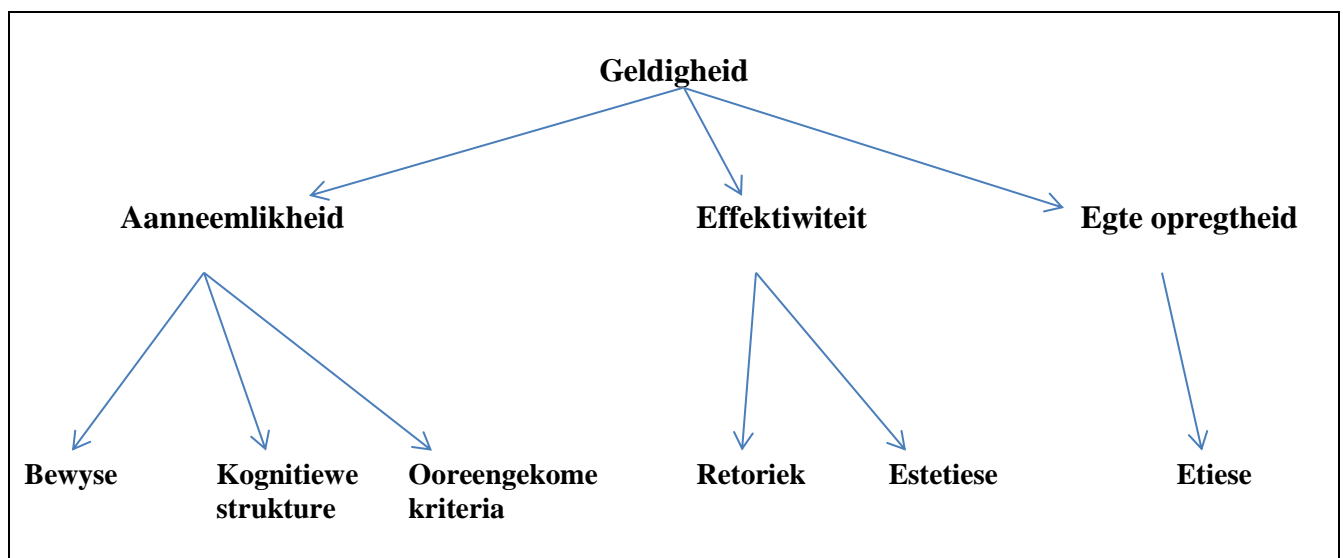 Geldigheid
Aanneemlikheid Effektiwiteit Egte opregtheid
Bewyse Kognitiewe Ooreengekome Retoriek Estetiese Etiese
strukture kriteria